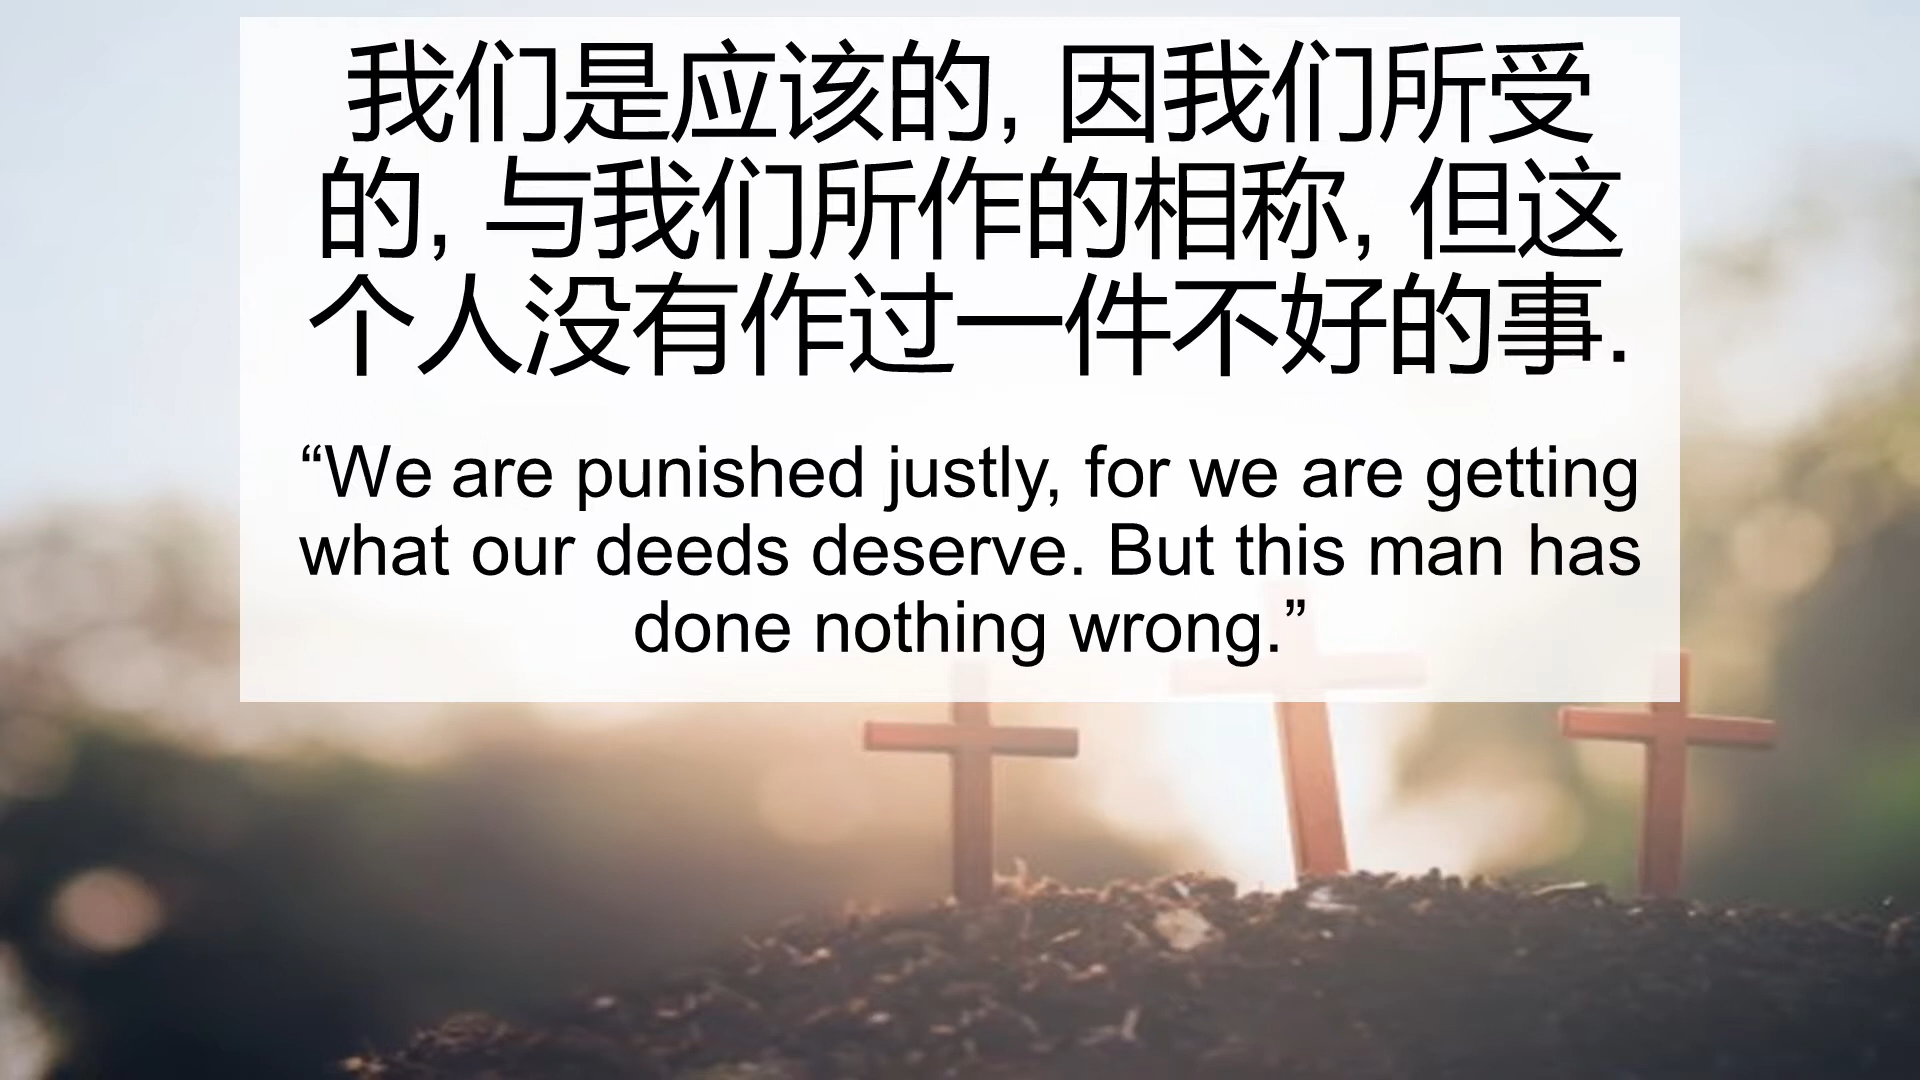 我们是应该的, 因我们所受
的, 与我们所作的相称, 但这
个人没有作过一件不好的事.
“We are punished justly, for we are getting
what our deeds deserve. But this man has
done nothing wrong.”